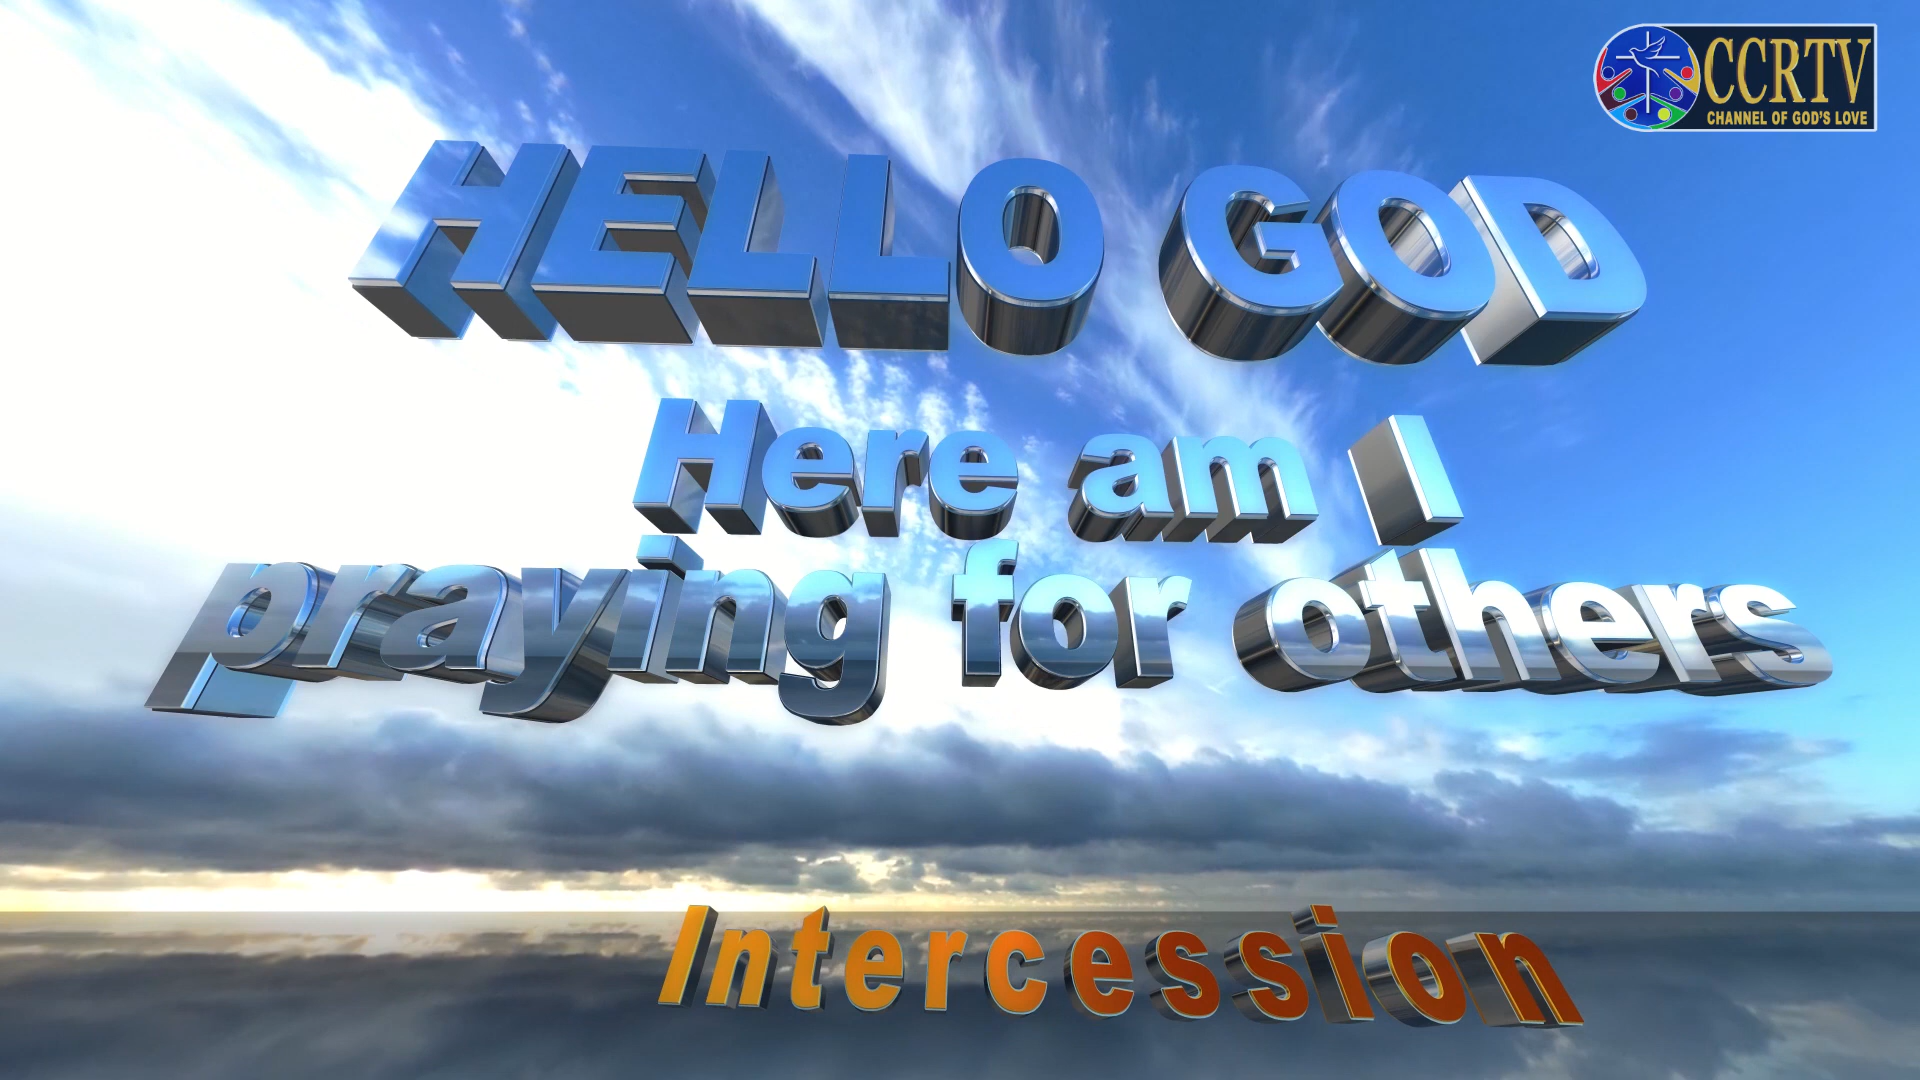 CCRTV
CHANNEL OF GOD'S LOVE
HELLO GOD
Here am I
praying for others
Intercession